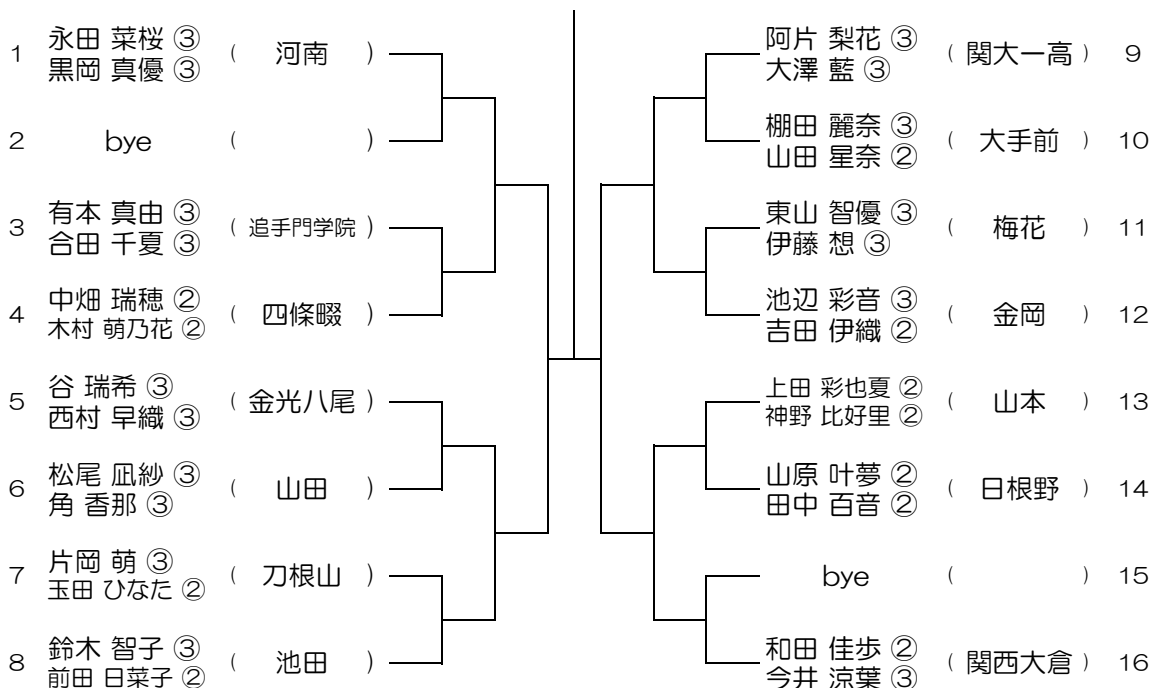 1 永田 菜桜 ③ ( 河南 )
黒岡 真優 ③
2 bye ( )
3 有本 真由 ③ ( 追手門学院 )
合田 千夏 ③
4 中畑 瑞穂 ② ( 四條畷 )
木村 萌乃花 ②
5 谷 瑞希 ③ ( 金光八尾 )
西村 早織 ③
6 松尾 凪紗 ③ ( 山田 )
角 香那 ③
7 片岡 萌 ③ ( 刀根山 )
玉田 ひなた ②
8 鈴木 智子 ③ ( 池田 )
前田 日菜子 ②
阿片 梨花 ③ ( 関大一高 ) 9
大澤 藍 ③
棚田 麗奈 ③ ( 大手前 ) 10
山田 星奈 ②
東山 智優 ③ ( 梅花 ) 11
伊藤 想 ③
池辺 彩音 ③ ( 金岡 ) 12
吉田 伊織 ②
上田 彩也夏 ② ( 山本 ) 13
神野 比好里 ②
山原 叶夢 ② ( 日根野 ) 14
田中 百音 ②
bye ( ) 15
和田 佳歩 ② ( 関西大倉 ) 16
今井 涼葉 ③